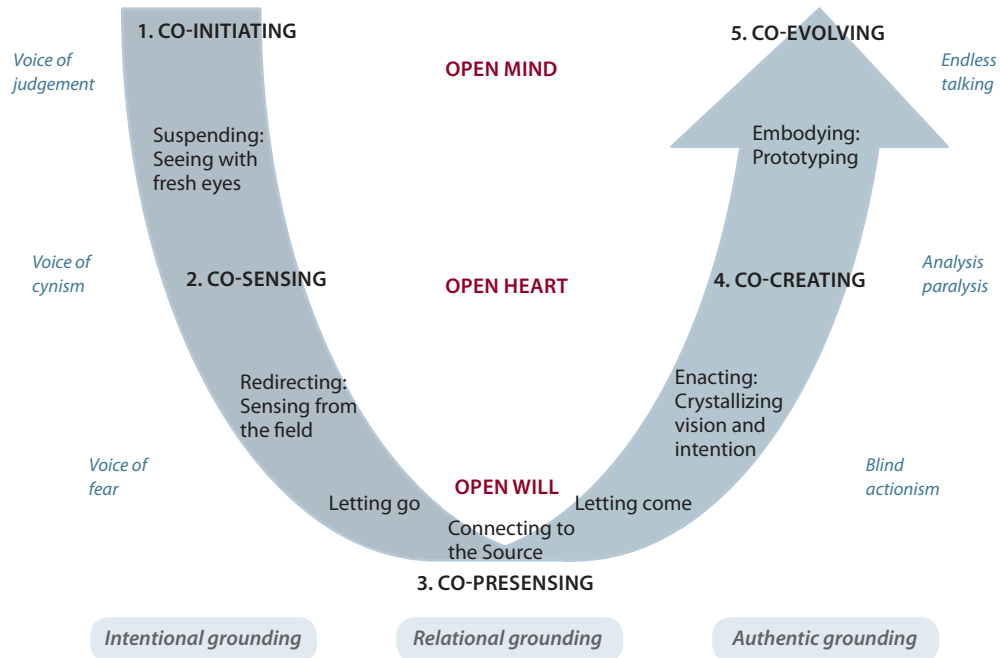 1. CO-INITIATING
5. CO-EVOLVING
Voice of
judgement
OPEN MIND
Endless
talking
Suspending:
Seeing with
fresh eyes
Embodying:
Prototyping
Voice of
cynism
2. CO-SENSING
OPEN HEART
4. CO-CREATING
Analysis
paralysis
Redirecting:
Sensing from
the field
Enacting:
Crystallizing
vision and
intention
Voice of
fear
OPEN WILL
Blind
actionism
Letting go
Letting come
Connecting to
the Source
3. CO-PRESENSING
Intentional grounding
Relational grounding
Authentic grounding